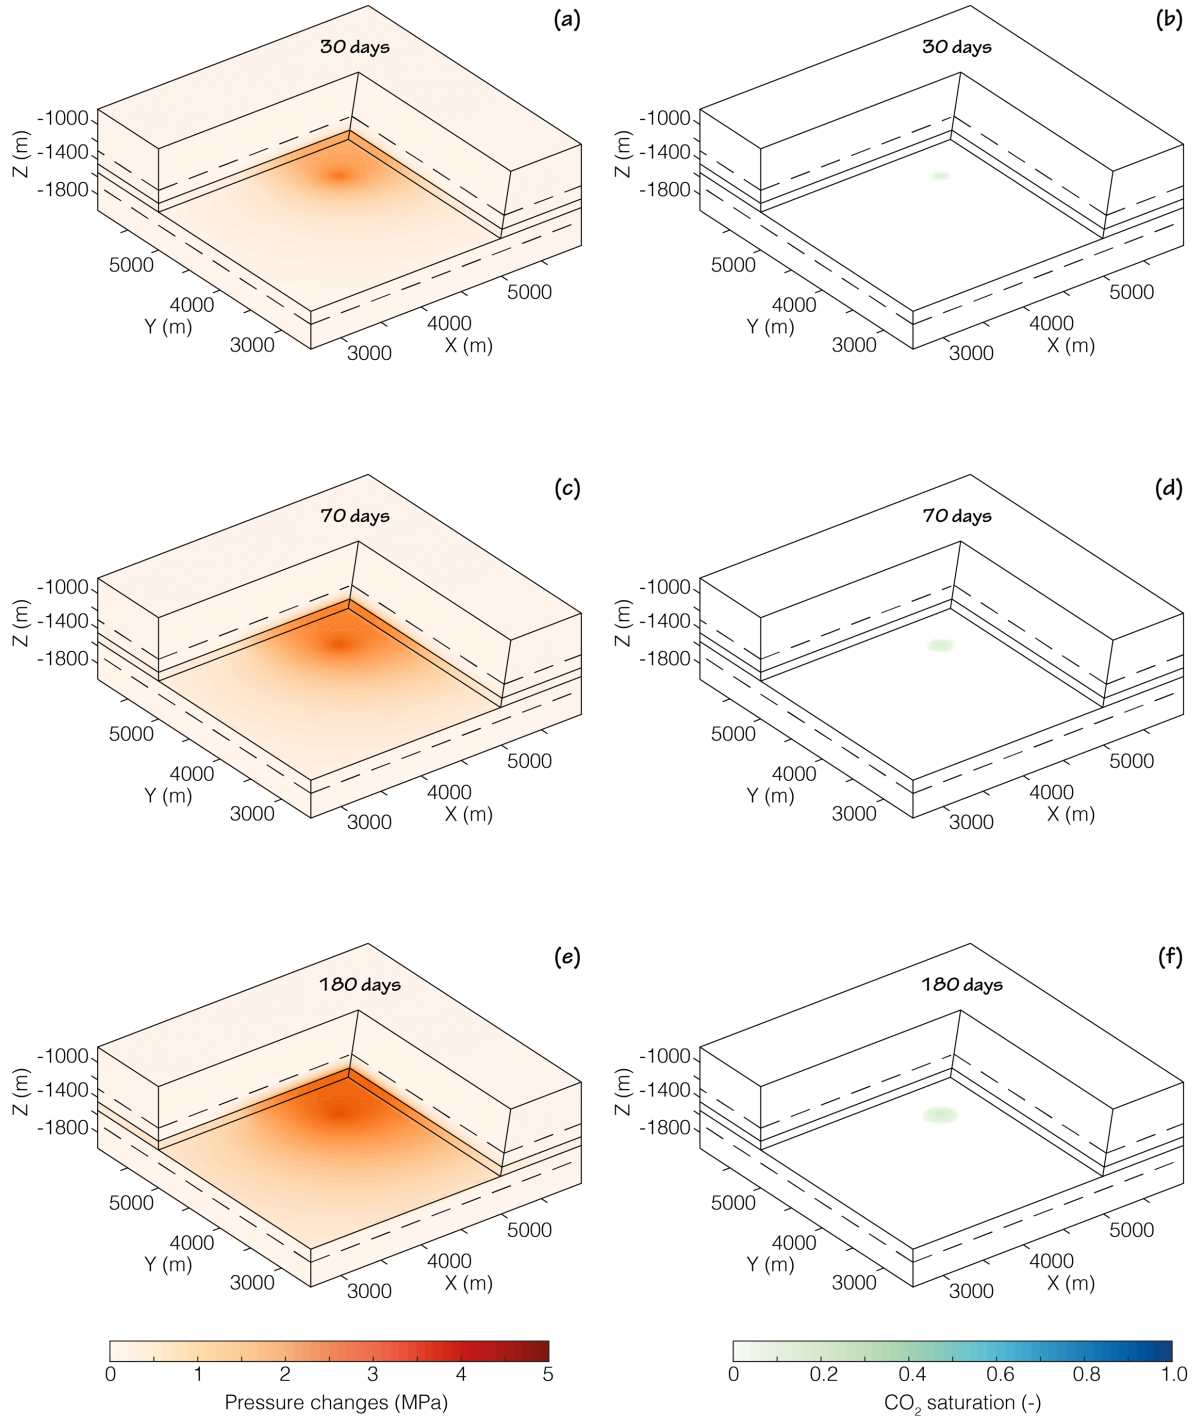 (a)
30 days
-1000
-1400
-1800
Z (m)
5000
4000
3000
Y (m)
3000
4000
5000
X (m)
(b)
30 days
-1000
-1400
-1800
Z (m)
5000
4000
3000
Y (m)
3000
4000
5000
X (m)
(c)
70 days
-1000
-1400
-1800
Z (m)
5000
4000
3000
Y (m)
3000
4000
5000
X (m)
(d)
70 days
-1000
-1400
-1800
Z (m)
5000
4000
3000
Y (m)
3000
4000
5000
X (m)
(e)
180 days
-1000
-1400
-1800
Z (m)
5000
4000
3000
Y (m)
3000
4000
5000
X (m)
(f)
180 days
-1000
-1400
-1800
Z (m)
5000
4000
3000
Y (m)
3000
4000
5000
X (m)
0 1 2 3 4 5
Pressure changes (MPa)
0 0.2 0.4 0.6 0.8 1.0
CO₂ saturation (-)